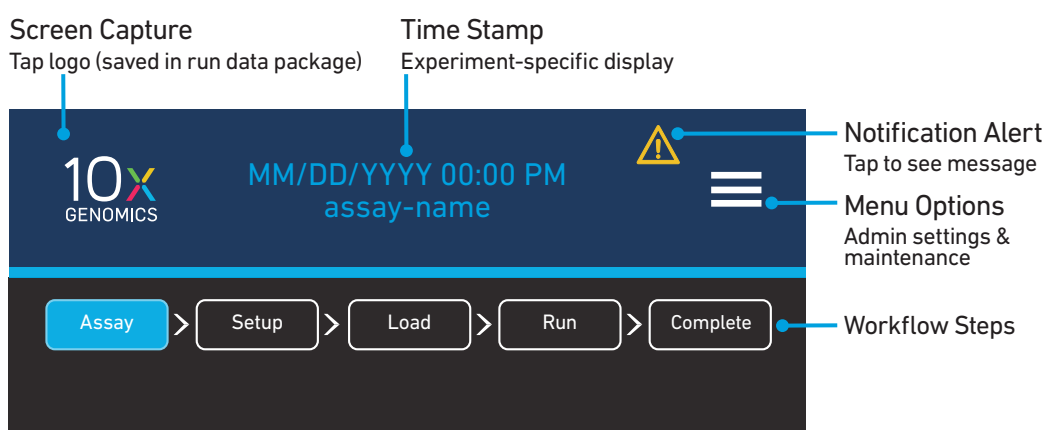 Screen Capture
Tap logo (saved in run data package)
Time Stamp
Experiment-specific display
10x
GENOMICS
MM/DD/YYYY 00:00 PM
assay-name
Notification Alert
Tap to see message
Menu Options
Admin settings &
maintenance
Assay
Setup
Load
Run
Complete
Workflow Steps